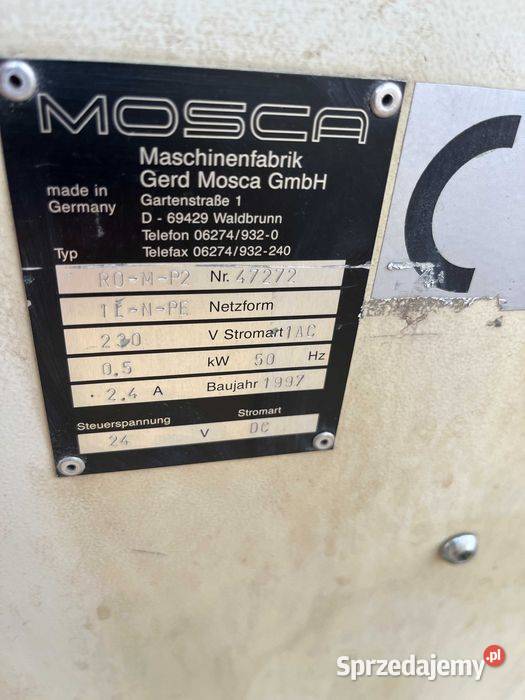 MOSCA
Maschinenfabrik
Gerd Mosca GmbH
made in
Germany
Gartenstraße 1
D - 69429 Waldbrunn
Telefon 06274/932-0
Telefax 06274/932-240
Typ
RO-M-P2 Nr. 47272
1L-N-PE Netzform
230 V Stromart 1AC
0.5 kW 50 Hz
2.4 A Baujahr 1997
Steuerspannung Stromart
24 V DC
Sprzedajemy.pl